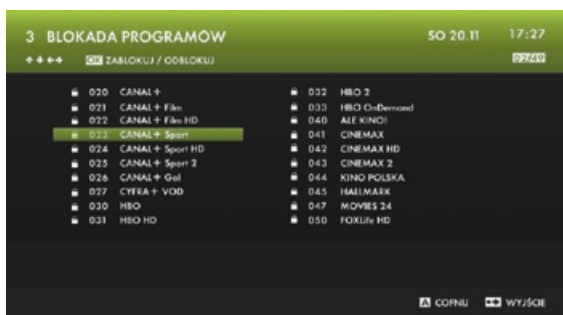 3 BLOKADA PROGRAMÓW SO 20.11 17:27
OK ZABLOKUJ / ODBLOKUJ 02/49
020 CANAL+
021 CANAL+ Film
022 CANAL+ Film HD
023 CANAL+ Sport
024 CANAL+ Sport HD
025 CANAL+ Sport 2
026 CANAL+ Gol
027 CYFRA+ VOD
030 HBO
031 HBO HD
032 HBO 2
033 HBO OnDemand
040 ALE KINO!
041 CINEMAX
042 CINEMAX HD
043 CINEMAX 2
044 KINO POLSKA
045 HALLMARK
047 MOVIES 24
050 FOXLife HD
A COFNIJ WYJŚCIE